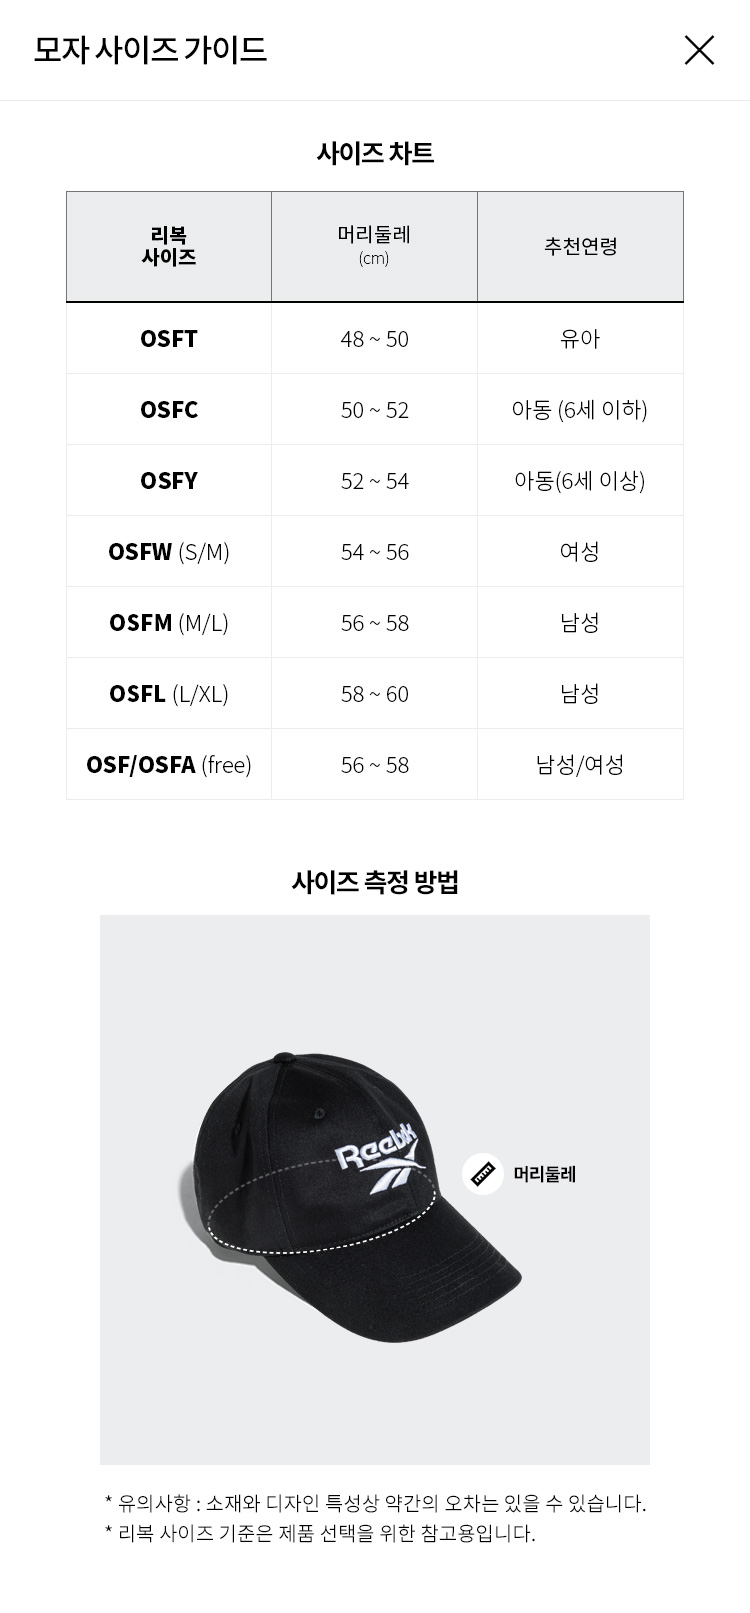 모자 사이즈 가이드
사이즈 차트
리복
사이즈
머리둘레
(cm)
추천연령
OSFT 48 ~ 50 유아
OSFC 50 ~ 52 아동 (6세 이하)
OSFY 52 ~ 54 아동(6세 이상)
OSFW (S/M) 54 ~ 56 여성
OSFM (M/L) 56 ~ 58 남성
OSFL (L/XL) 58 ~ 60 남성
OSF/OSFA (free) 56 ~ 58 남성/여성
사이즈 측정 방법
Reebok
머리둘레
* 유의사항 : 소재와 디자인 특성상 약간의 오차는 있을 수 있습니다.
* 리복 사이즈 기준은 제품 선택을 위한 참고용입니다.